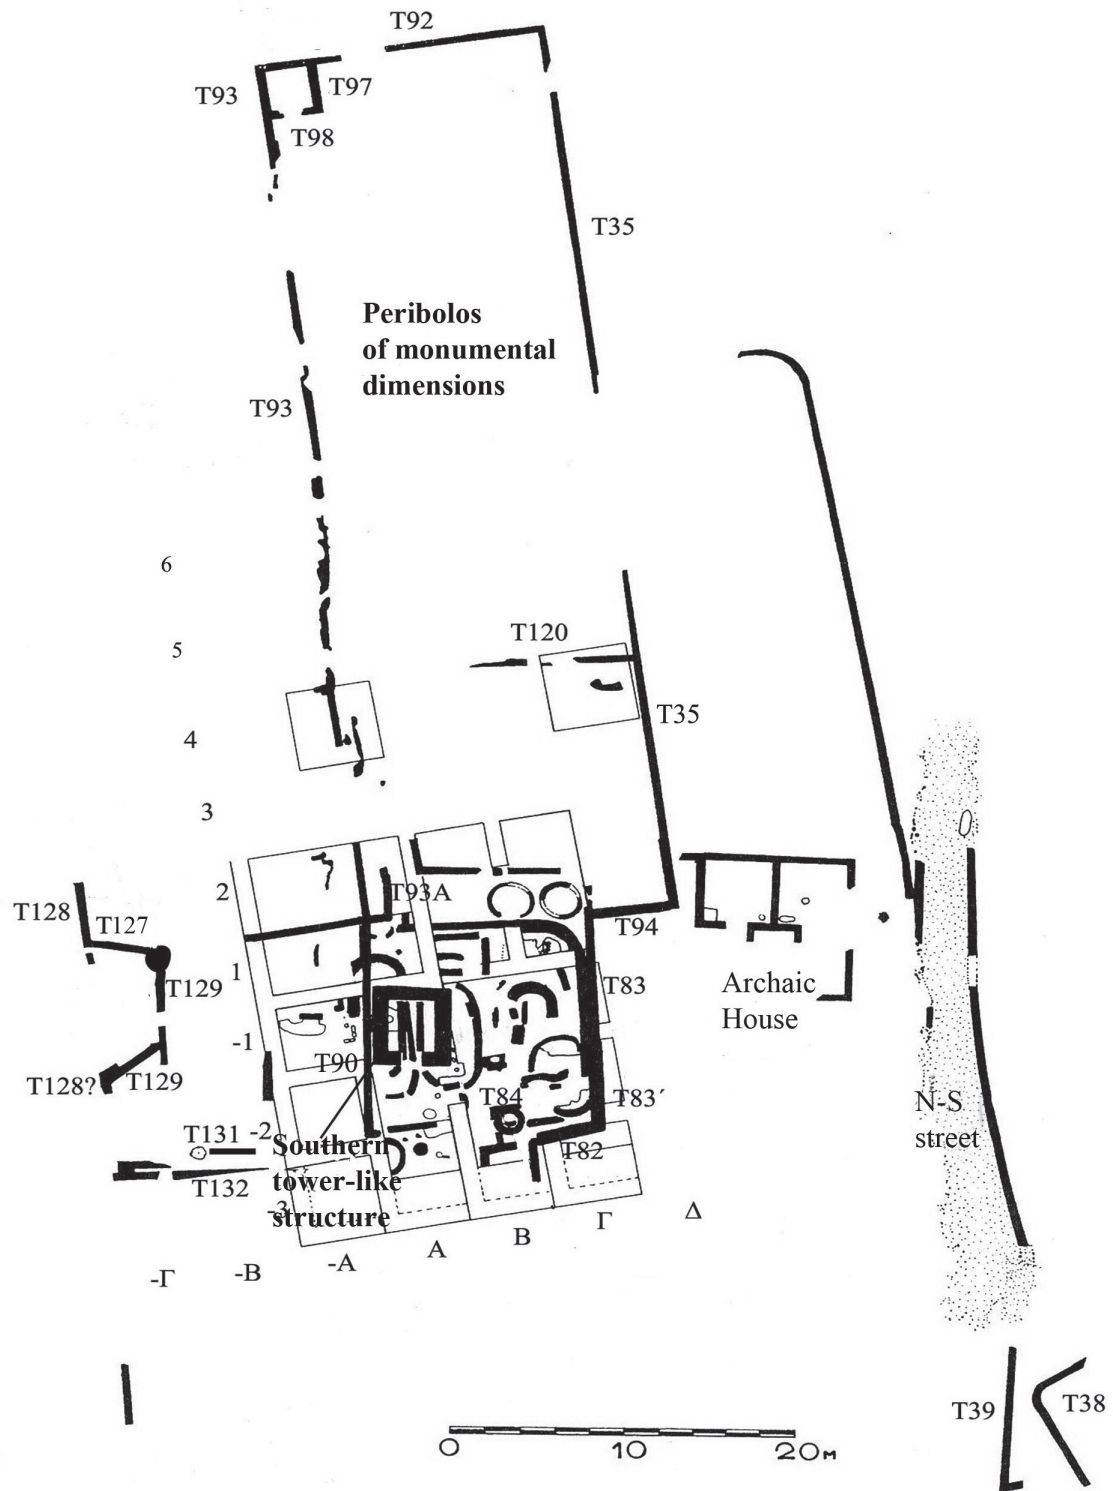 T92
T93
T97
T98
T35
Peribolos
of monumental
dimensions
T93
6
5
T120
4
T35
3
2
T93A
T128
T127
T94
1
T129
T83
Archaic
House
-1
T90
T128?
T129
T84
T83΄
N-S
street
T131
-2
T82
Southern
tower-like
structure
T132
-3
-Γ
-B
-A
A
B
Γ
Δ
T39
T38
0
10
20м